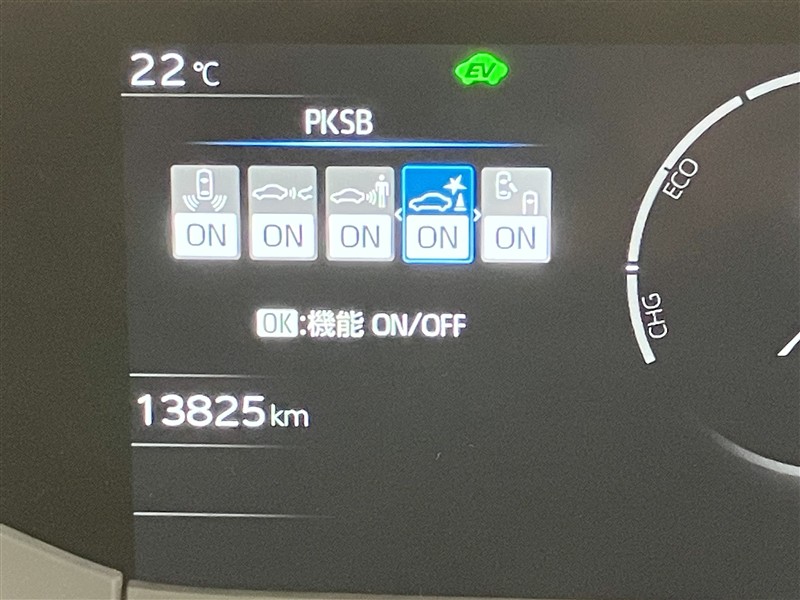 22℃
EV
PKSB
ON ON ON ON ON
OK:機能 ON/OFF
13825km
ECO
CHG